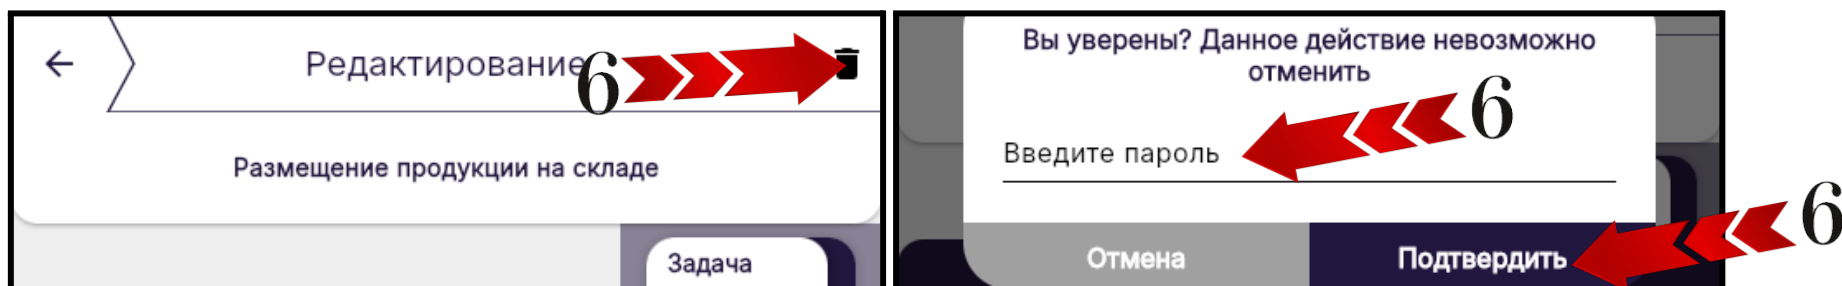 Редактирование
6
Размещение продукции на складе
Задача
Вы уверены? Данное действие невозможно
отменить
6
Введите пароль
6
Отмена
Подтвердить